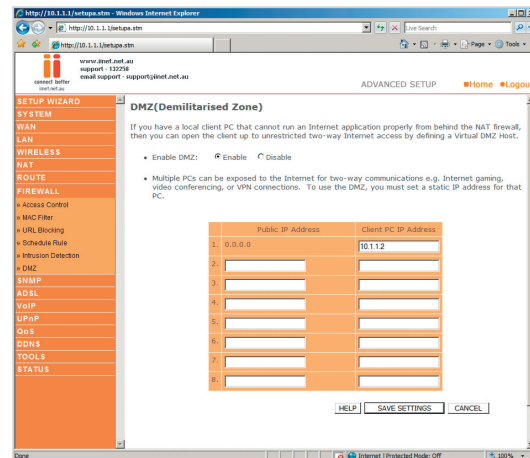 http://10.1.1.1/setupa.stm - Windows Internet Explorer
http://10.1.1.1/setupa.stm
Live Search
http://10.1.1.1/setupa.stm
Page
Tools
www.iinet.net.au
support - 132258
email support - support@iinet.net.au
connect better
iinet.net.au
ADVANCED SETUP
Home
Logou
SETUP WIZARD
SYSTEM
WAN
LAN
WIRELESS
NAT
ROUTE
FIREWALL
» Access Control
» MAC Filter
» URL Blocking
» Schedule Rule
» Intrusion Detection
» DMZ
SNMP
ADSL
VoIP
UPnP
QoS
DDNS
TOOLS
STATUS
DMZ(Demilitarised Zone)
If you have a local client PC that cannot run an Internet application properly from behind the NAT firewall,
then you can open the client up to unrestricted two-way Internet access by defining a Virtual DMZ Host.
• Enable DMZ: Enable Disable
• Multiple PCs can be exposed to the Internet for two-way communications e.g. Internet gaming,
video conferencing, or VPN connections. To use the DMZ, you must set a static IP address for that
PC.
Public IP Address Client PC IP Address
1. 0.0.0.0 10.1.1.2
2.
3.
4.
5.
6.
7.
8.
HELP SAVE SETTINGS CANCEL
Done
Internet | Protected Mode: Off
100%